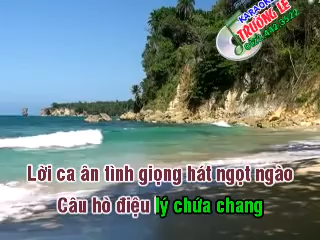 KARAOKE
TRƯỜNG LÊ
Lời ca ân tình giọng hát ngọt ngào
Câu hò điệu lý chứa chang